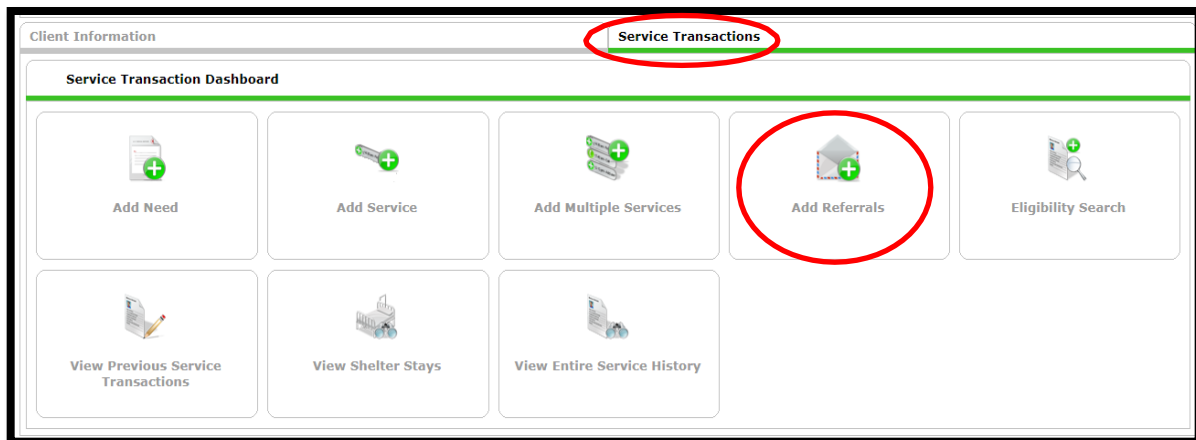 Client Information
Service Transactions
Service Transaction Dashboard
Add Need
Add Service
Add Multiple Services
Add Referrals
Eligibility Search
View Previous Service
Transactions
View Shelter Stays
View Entire Service History